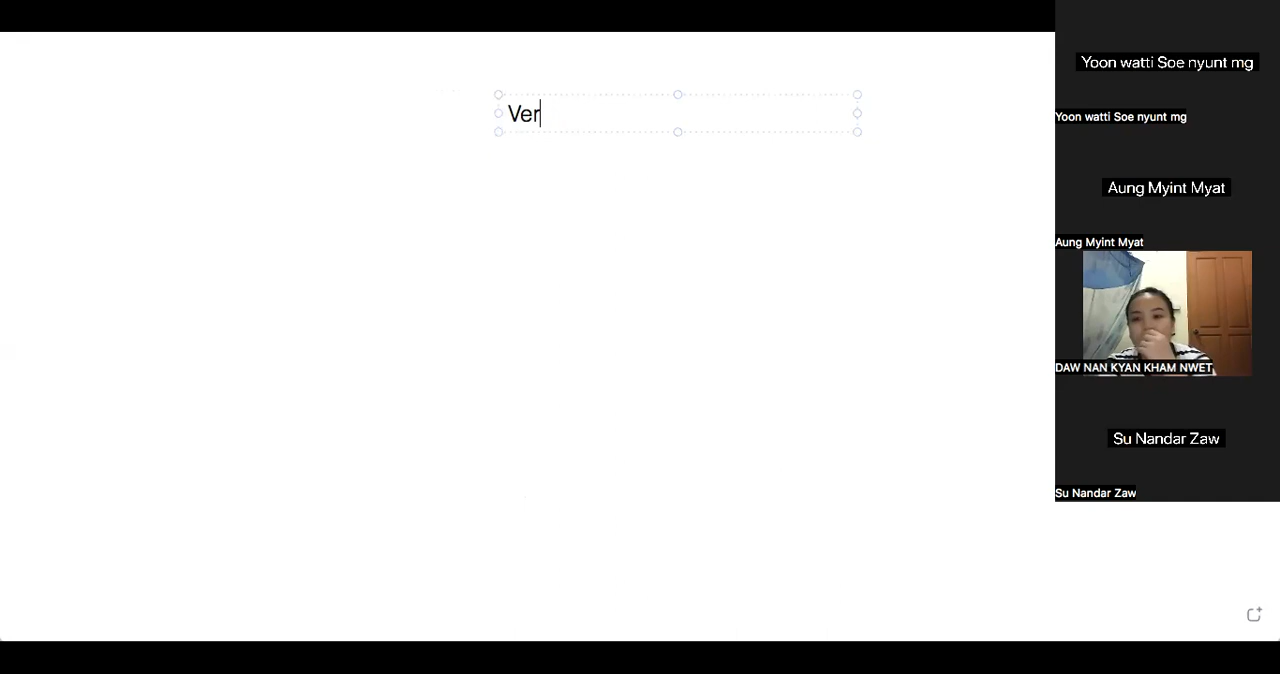 Ver
Yoon watti Soe nyunt mg
Yoon watti Soe nyunt mg
Aung Myint Myat
Aung Myint Myat
DAW NAN KYAN KHAM NWET
Su Nandar Zaw
Su Nandar Zaw